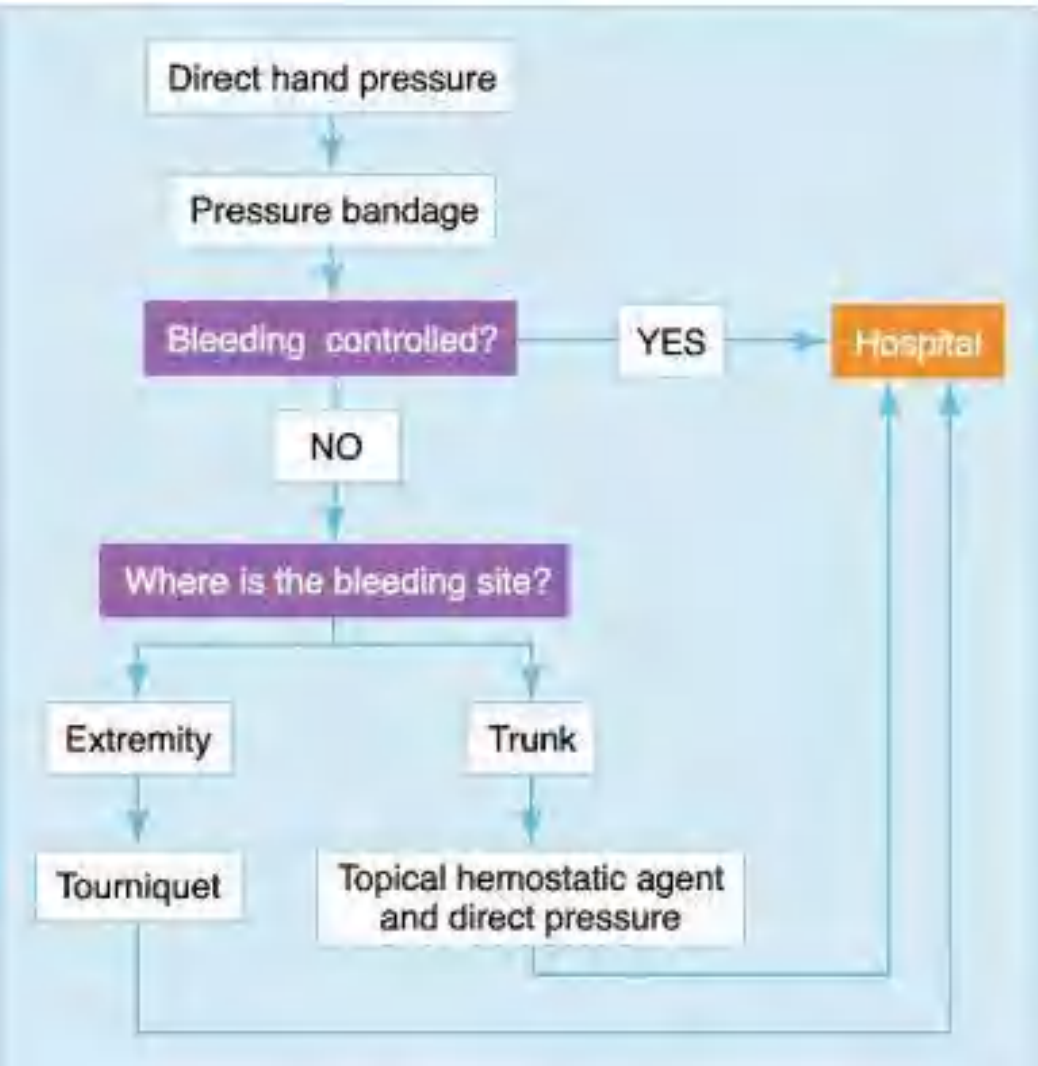 Direct hand pressure
Pressure bandage
Bleeding controlled?
YES
Hospital
NO
Where is the bleeding site?
Extremity
Trunk
Tourniquet
Topical hemostatic agent
and direct pressure